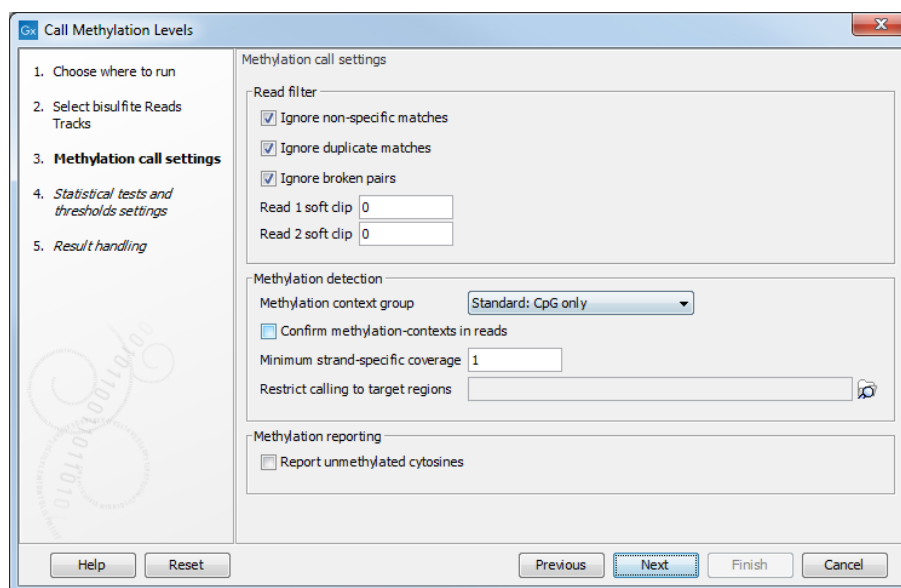 Gx Call Methylation Levels
1. Choose where to run
2. Select bisulfite Reads
Tracks
3. Methylation call settings
4. Statistical tests and
thresholds settings
5. Result handling
Methylation call settings
Read filter
Ignore non-specific matches
Ignore duplicate matches
Ignore broken pairs
Read 1 soft clip 0
Read 2 soft clip 0
Methylation detection
Methylation context group Standard: CpG only
Confirm methylation-contexts in reads
Minimum strand-specific coverage 1
Restrict calling to target regions
Methylation reporting
Report unmethylated cytosines
Help Reset Previous Next Finish Cancel